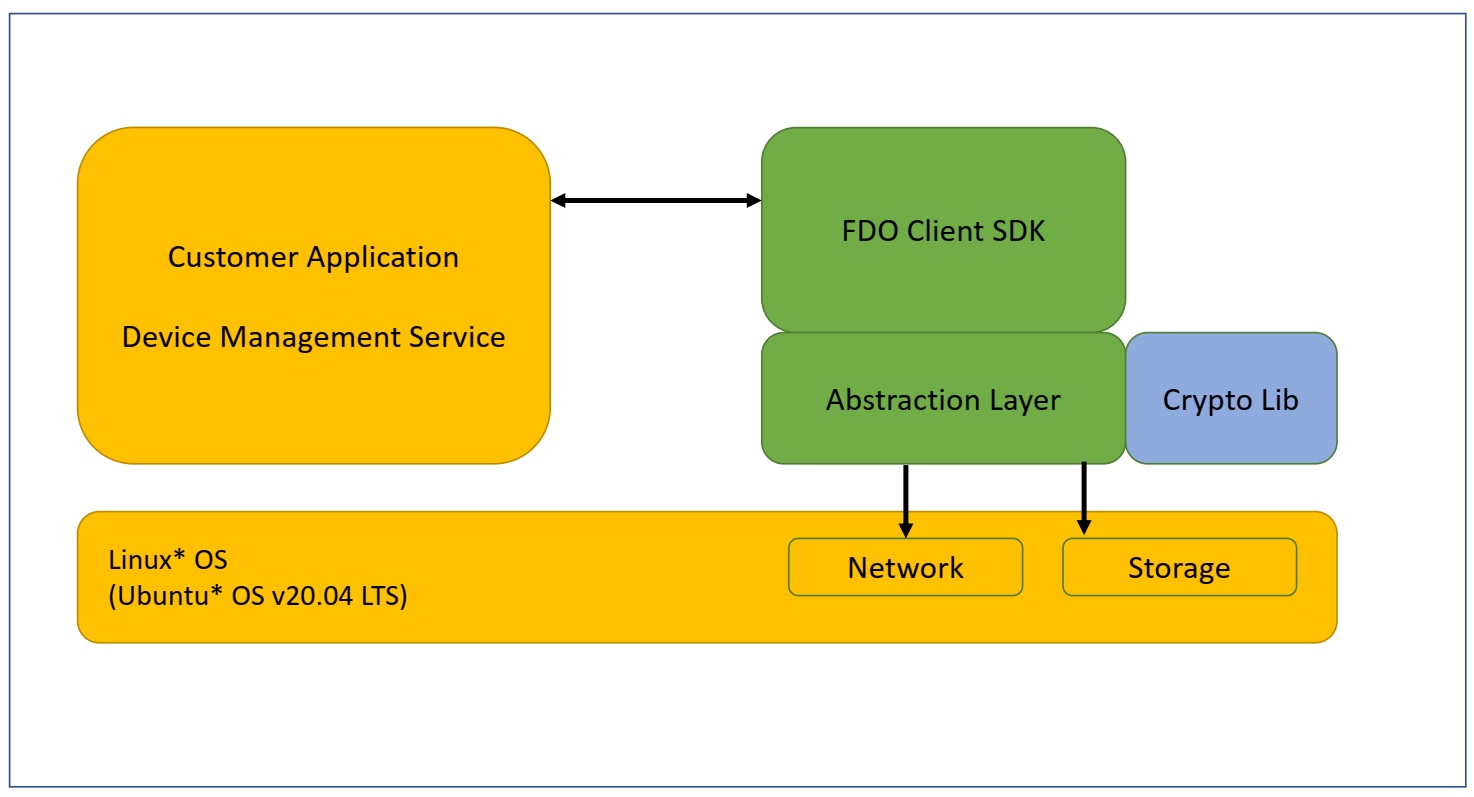 Customer Application
Device Management Service
FDO Client SDK
Abstraction Layer
Crypto Lib
Linux* OS
(Ubuntu* OS v20.04 LTS)
Network
Storage